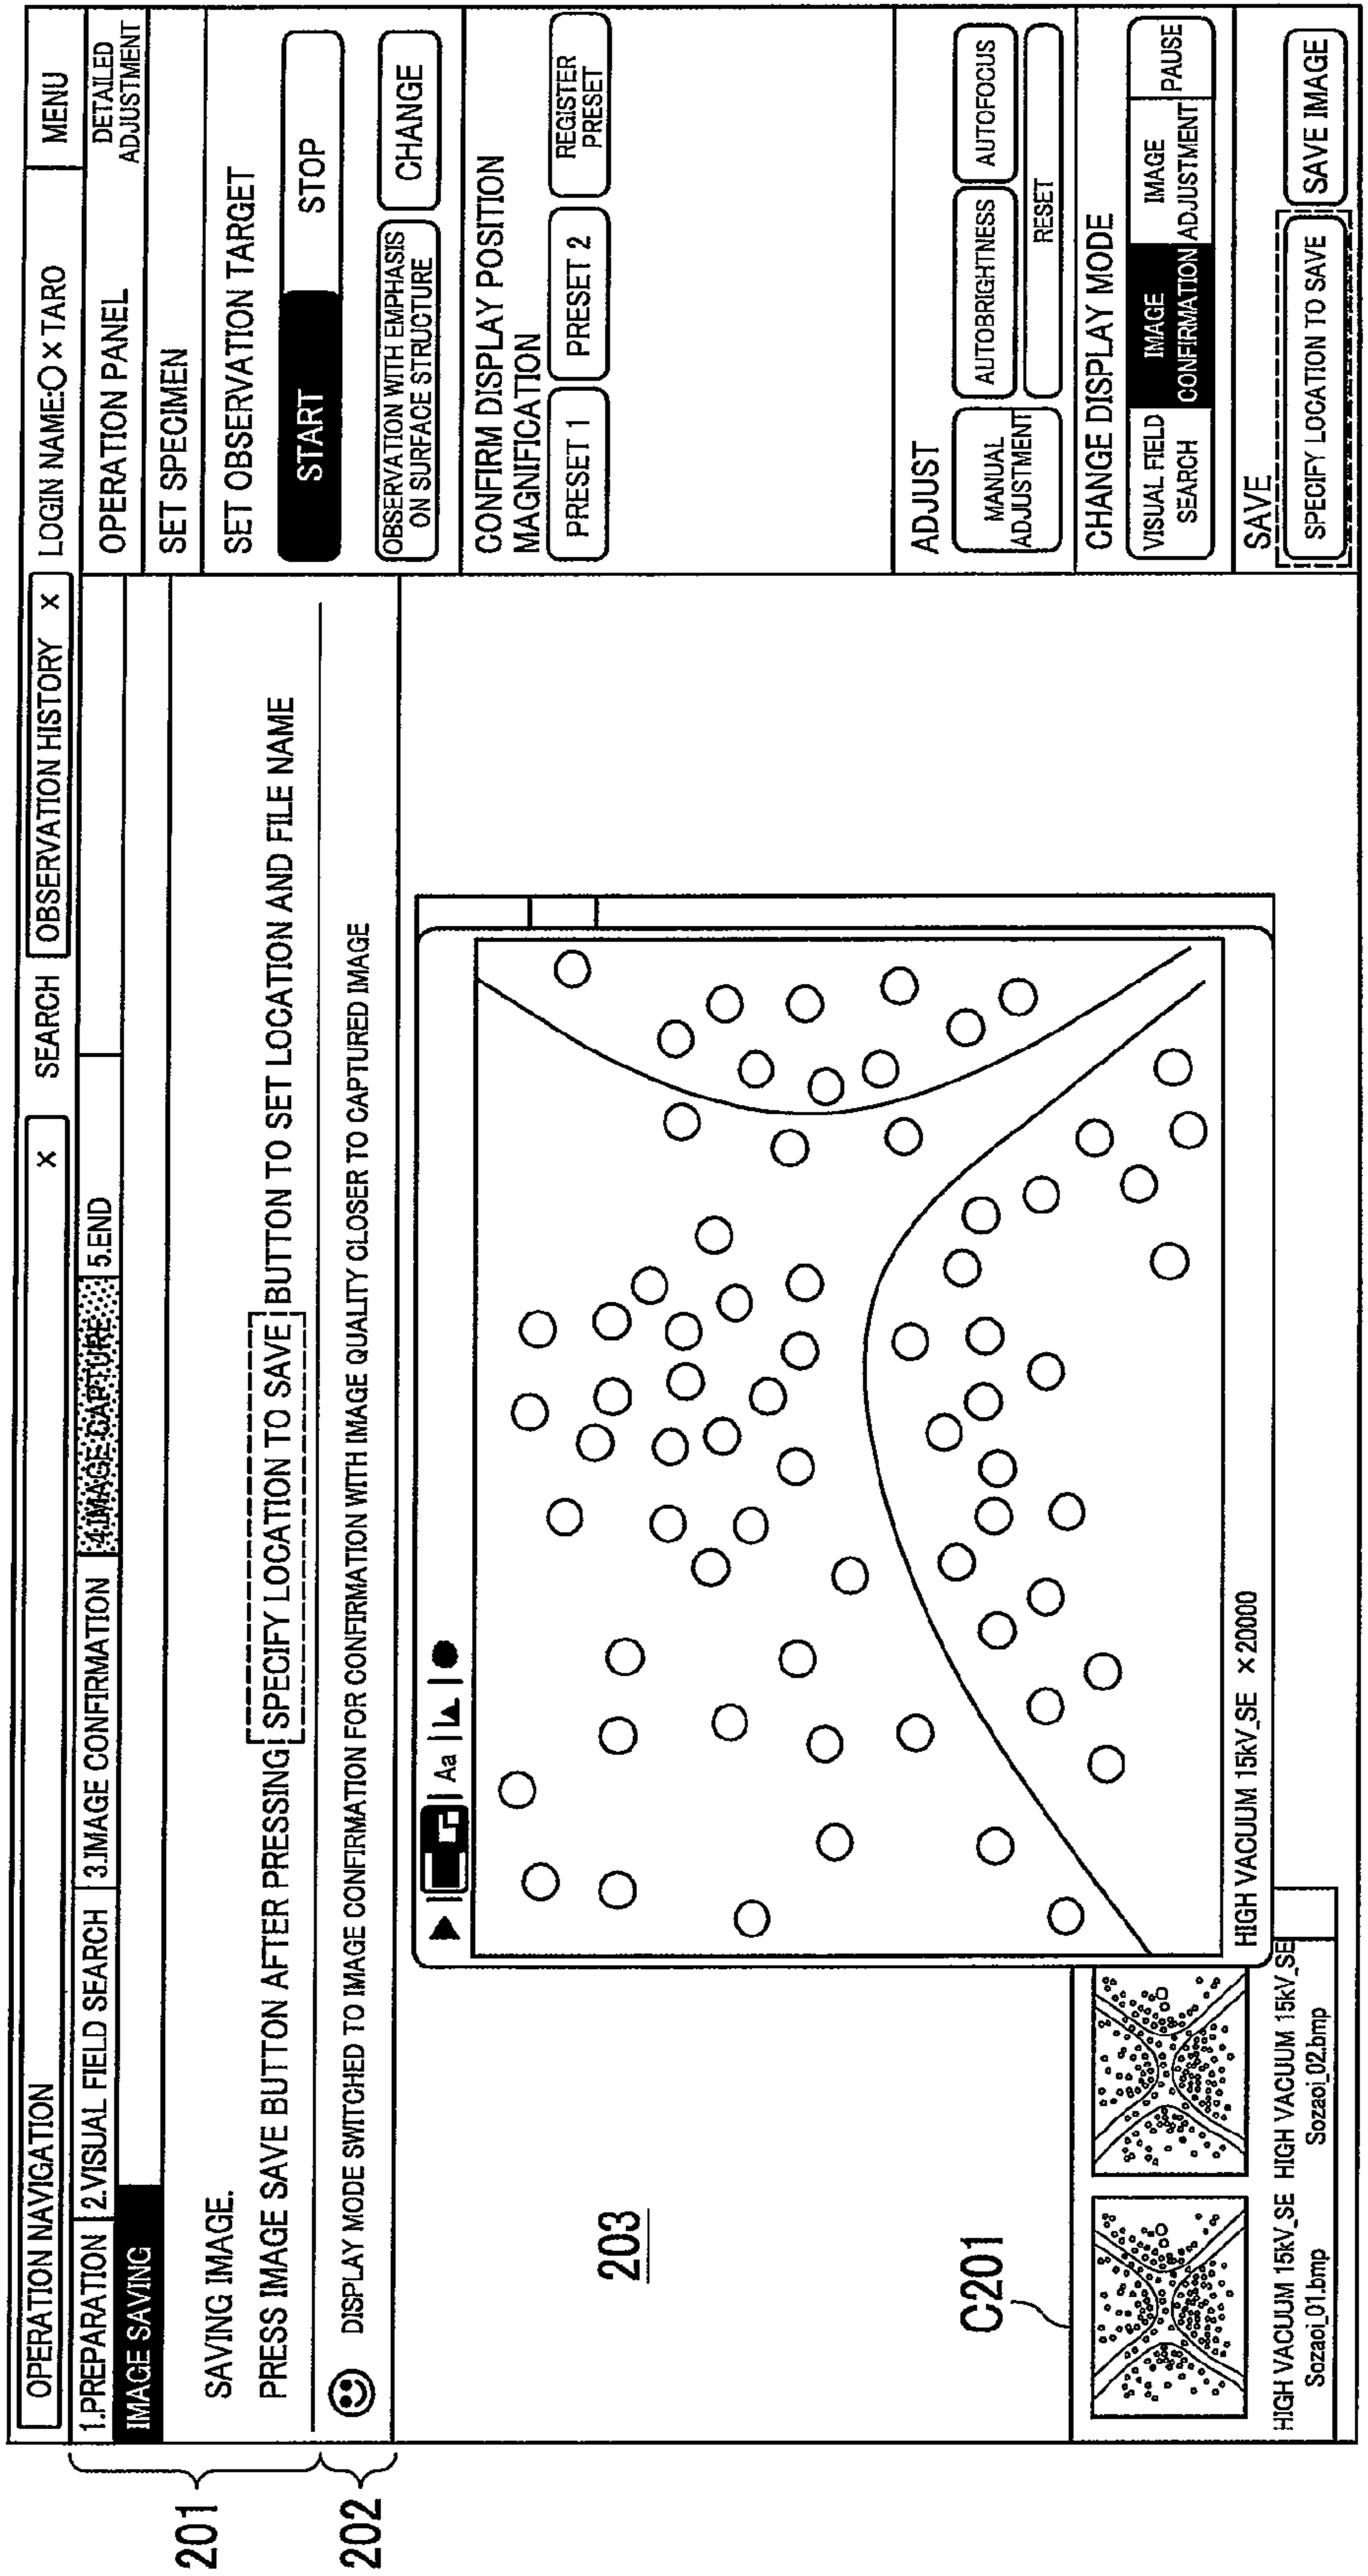 OPERATION NAVIGATION × SEARCH OBSERVATION HISTORY × LOGIN NAME:○×TARO MENU
1.PREPARATION 2.VISUAL FIELD SEARCH 3.IMAGE CONFIRMATION 4.IMAGE CAPTURE 5.END
IMAGE SAVING
SAVING IMAGE.
PRESS IMAGE SAVE BUTTON AFTER PRESSING SPECIFY LOCATION TO SAVE BUTTON TO SET LOCATION AND FILE NAME
DISPLAY MODE SWITCHED TO IMAGE CONFIRMATION FOR CONFIRMATION WITH IMAGE QUALITY CLOSER TO CAPTURED IMAGE
201
202
203
Aa
HIGH VACUUM 15kV_SE ×20000
C201
HIGH VACUUM 15kV_SE
Sozaoi_01.bmp
HIGH VACUUM 15kV_SE
Sozaoi_02.bmp
OPERATION PANEL
DETAILED
ADJUSTMENT
SET SPECIMEN
SET OBSERVATION TARGET
START STOP
OBSERVATION WITH EMPHASIS
ON SURFACE STRUCTURE
CHANGE
CONFIRM DISPLAY POSITION
MAGNIFICATION
PRESET 1 PRESET 2
REGISTER
PRESET
ADJUST
MANUAL
ADJUSTMENT
AUTOBRIGHTNESS AUTOFOCUS
RESET
CHANGE DISPLAY MODE
VISUAL FIELD
SEARCH
IMAGE
CONFIRMATION
IMAGE
ADJUSTMENT
PAUSE
SAVE
SPECIFY LOCATION TO SAVE SAVE IMAGE